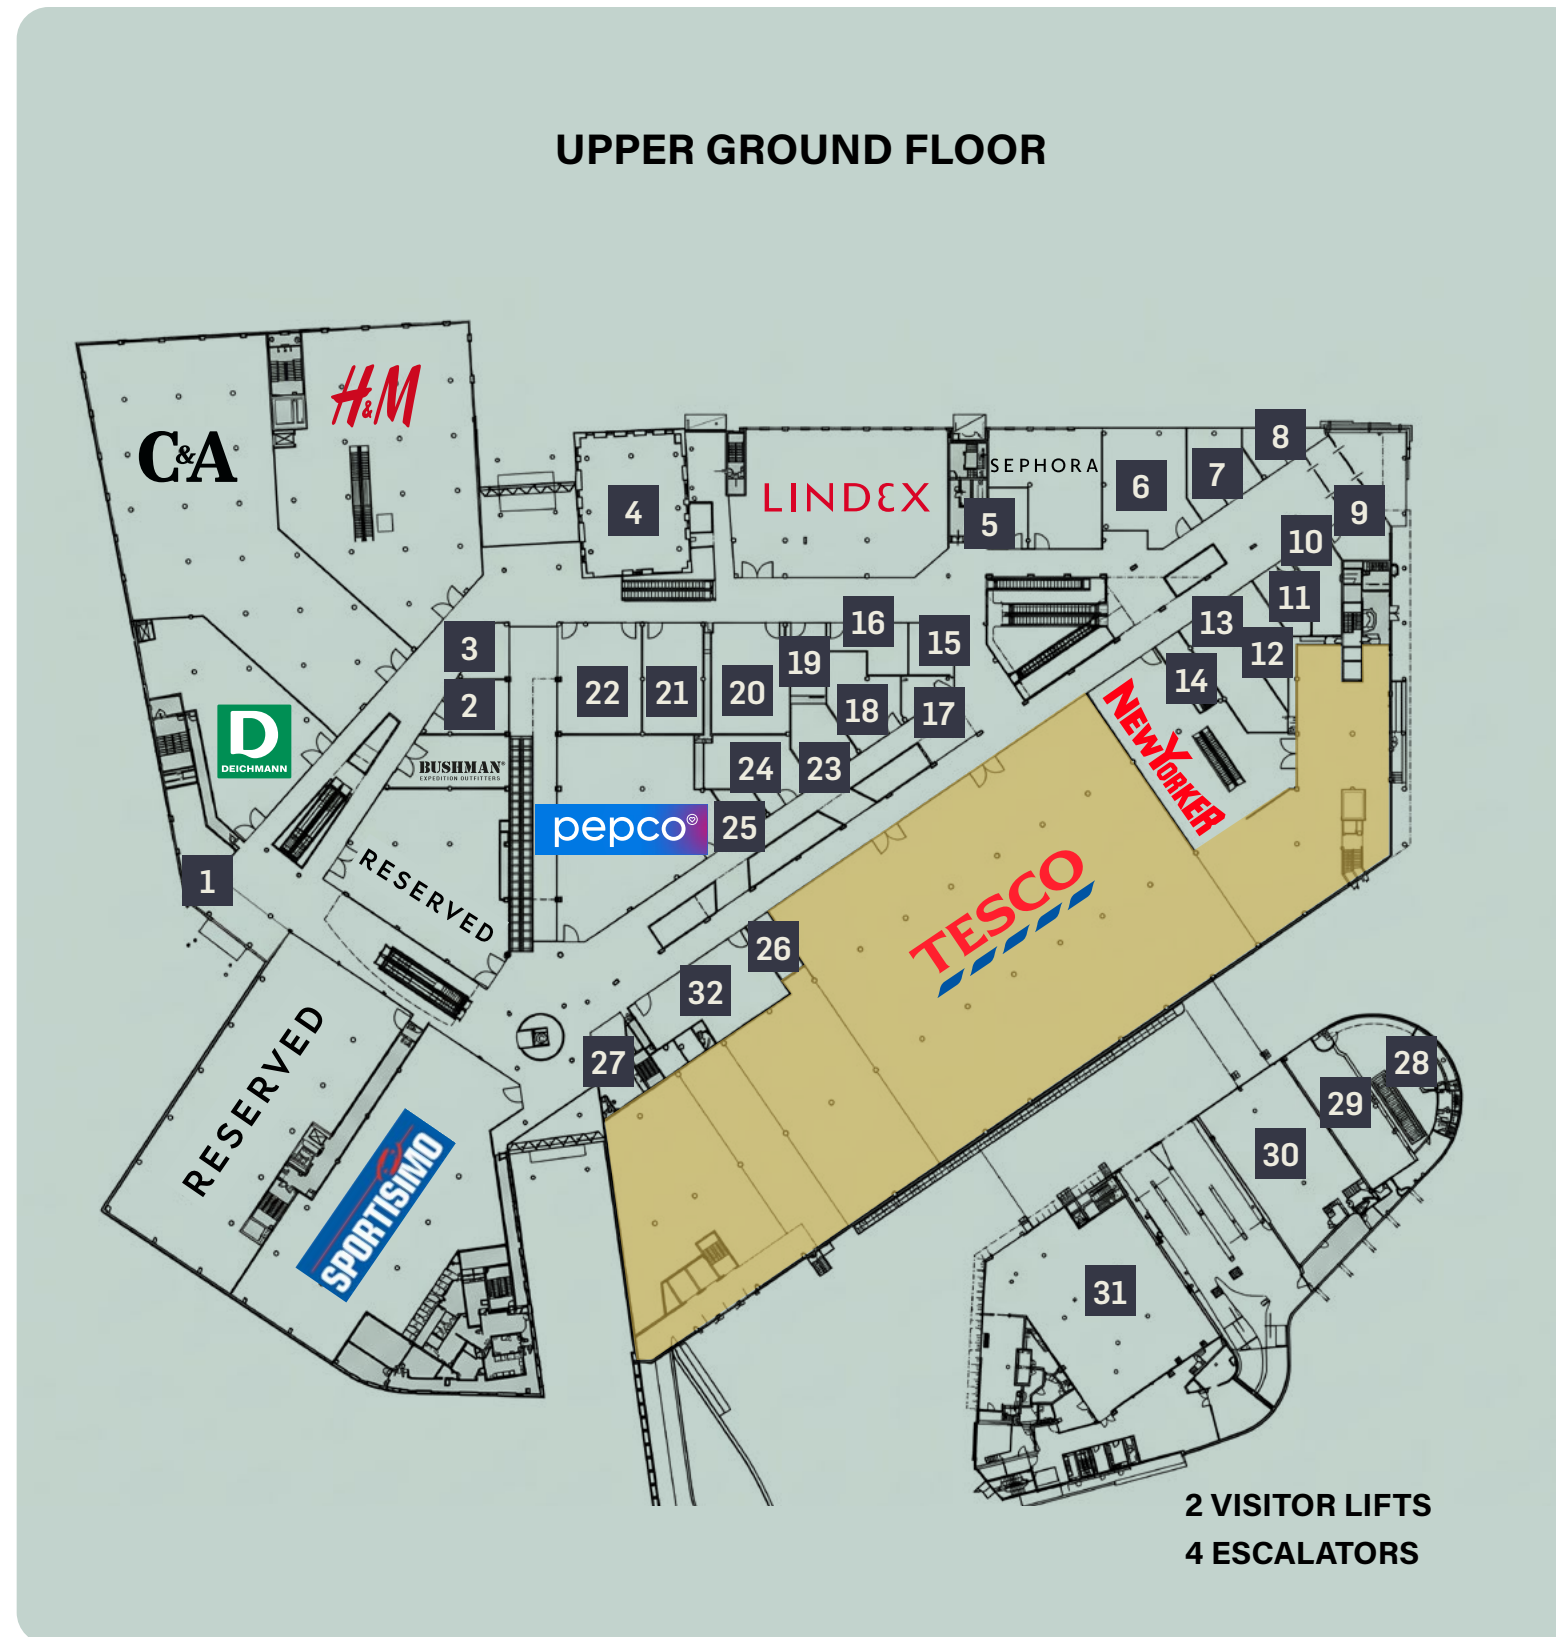 UPPER GROUND FLOOR
H&M
C&A
8
SEPHORA
7
6
LINDEX
4
9
5
10
11
16
13
15
3
12
19
14
22
21
20
2
18
17
NEW YORKER
D
DEICHMANN
BUSHMAN®
EXPEDITION OUTFITTERS
24
23
pepco®
25
TESCO
RESERVED
1
26
32
RESERVED
27
28
29
30
SPORTISIMO
31
2 VISITOR LIFTS
4 ESCALATORS